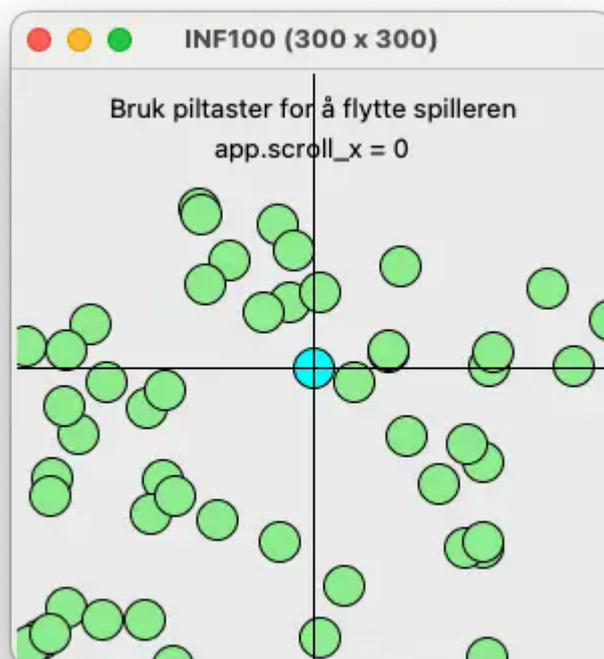 INF100 (300 x 300)
Bruk piltaster for å flytte spilleren
app.scroll_x = 0